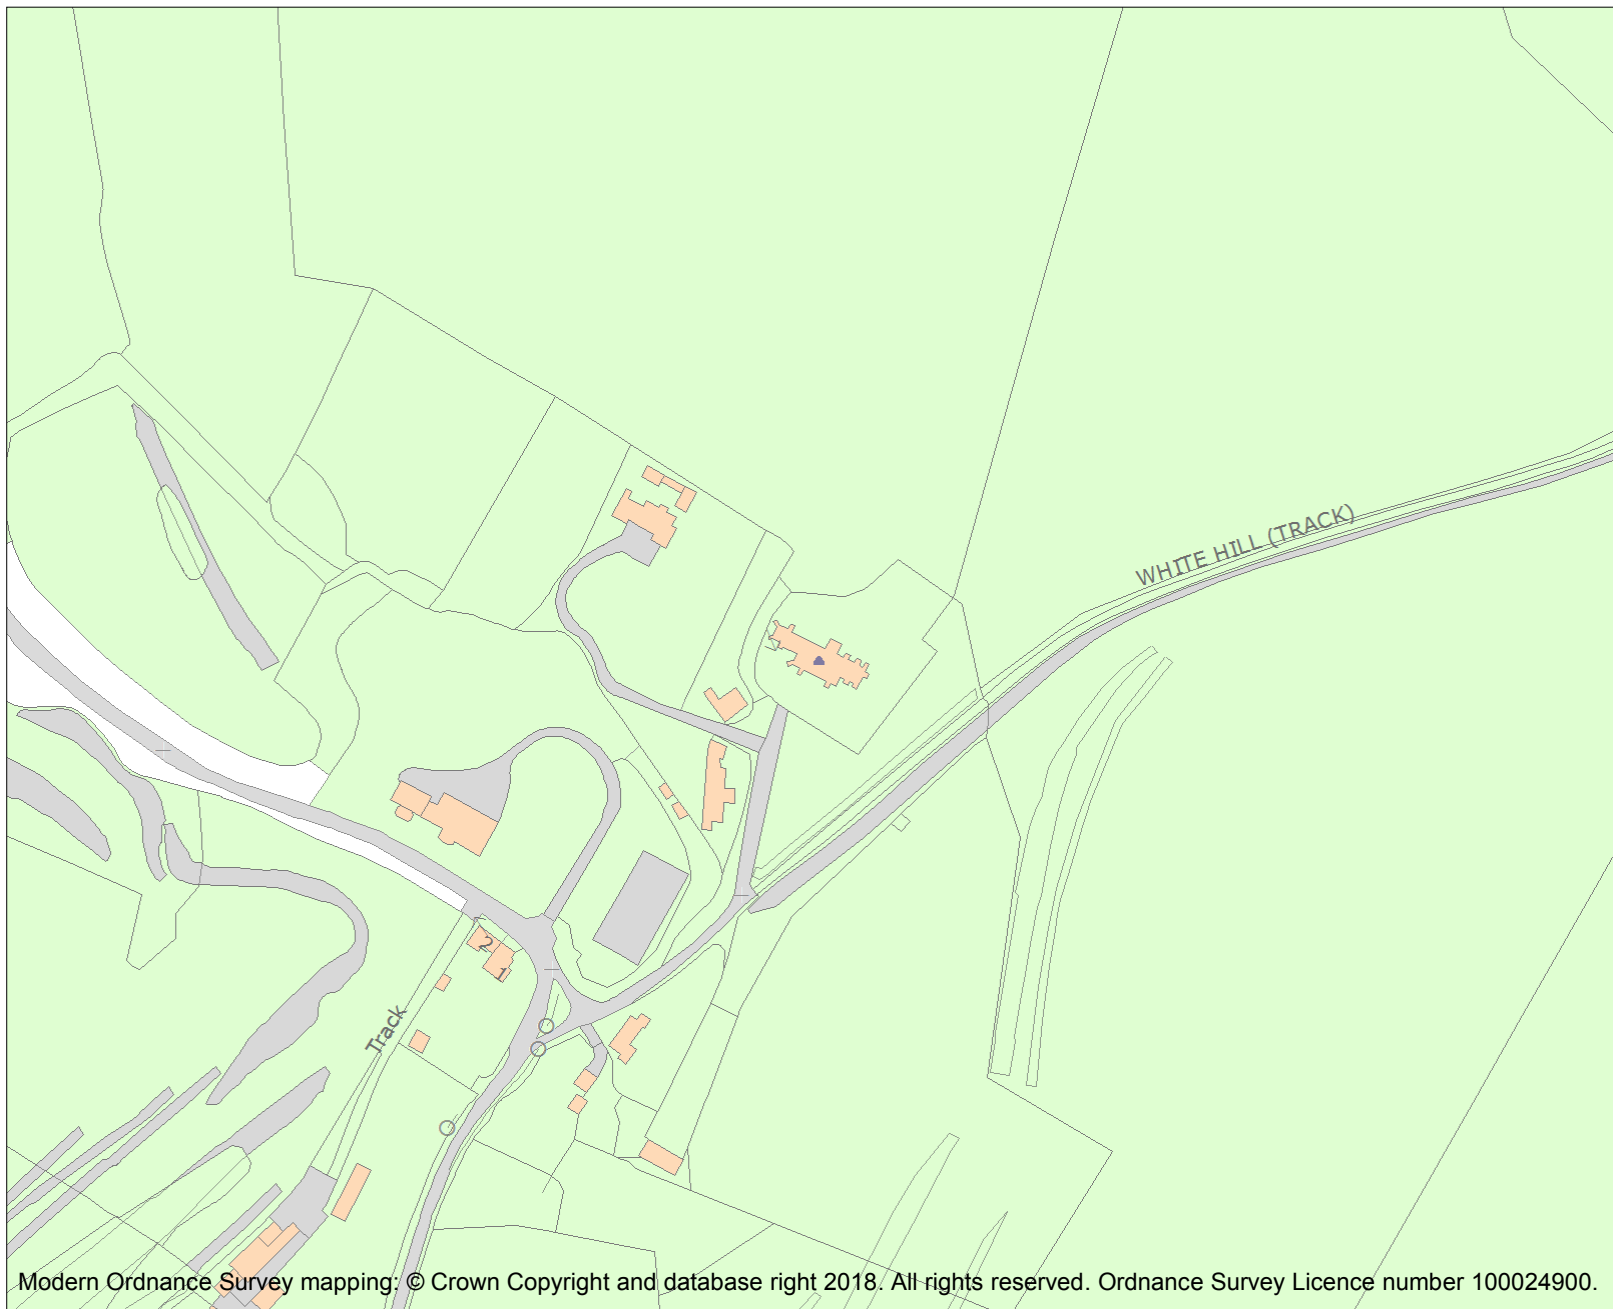 WHITE HILL (TRACK)
2
1
Track
Modern Ordnance Survey mapping: © Crown Copyright and database right 2018. All rights reserved. Ordnance Survey Licence number 100024900.